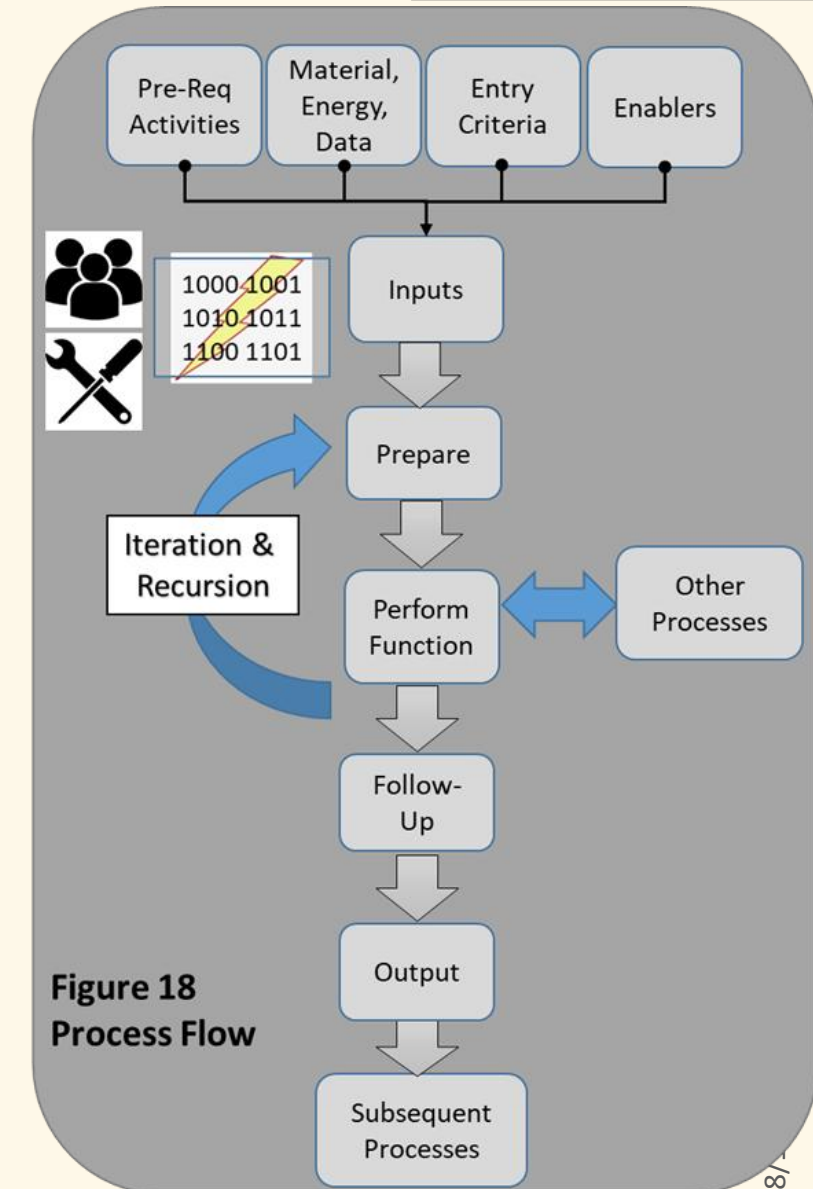 Pre-Req
Activities
Material,
Energy,
Data
Entry
Criteria
Enablers
Inputs
1000 1001
1010 1011
1100 1101
Prepare
Iteration &
Recursion
Perform
Function
Other
Processes
Follow-
Up
Output
Figure 18
Process Flow
Subsequent
Processes